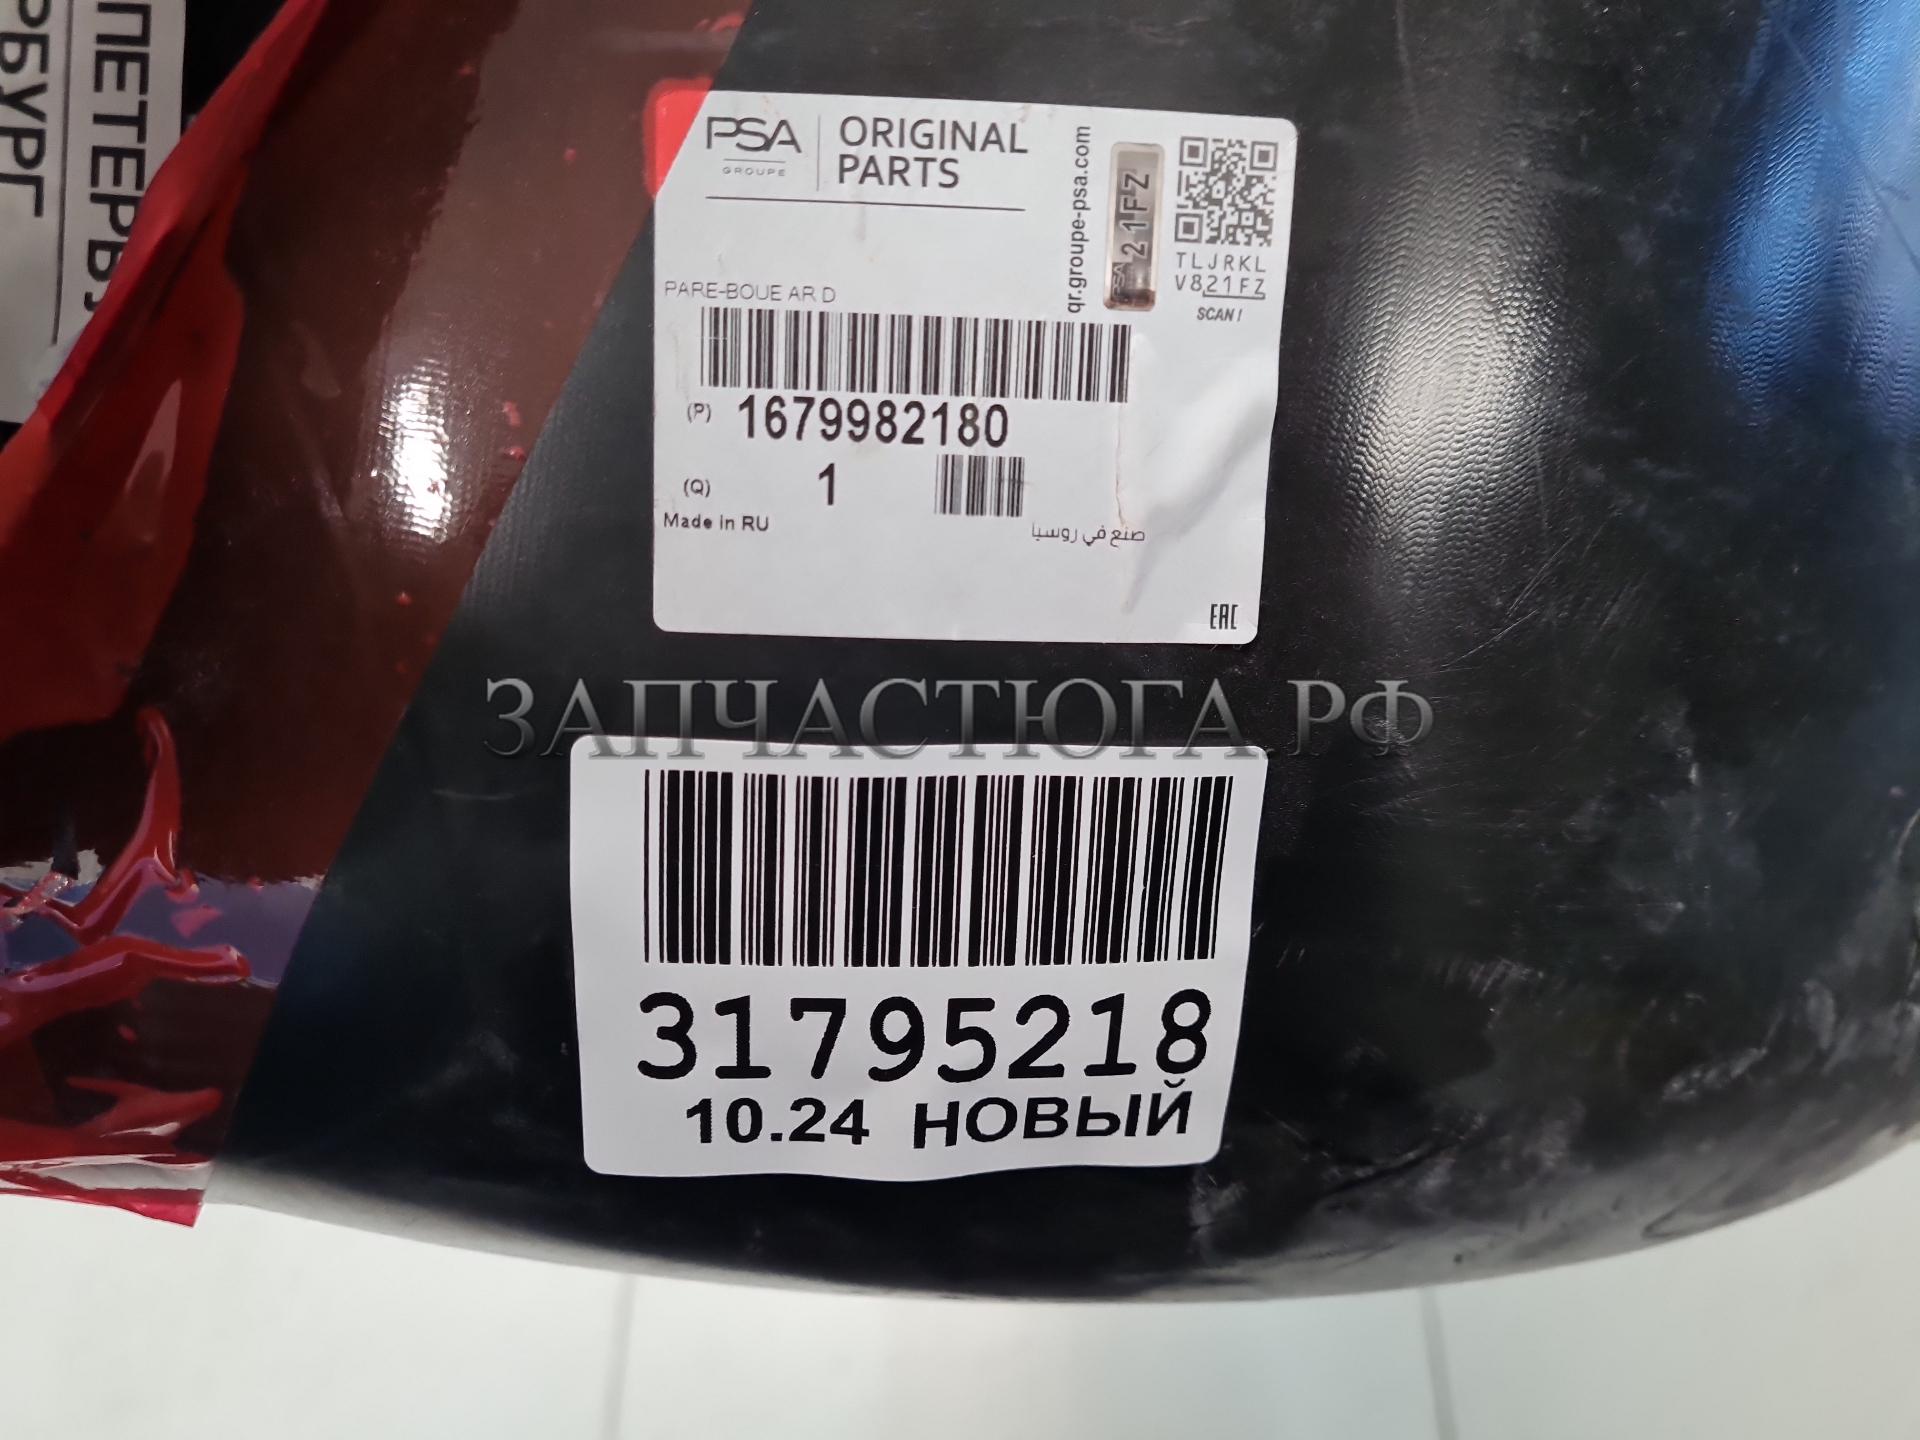 ПЕТЕРБУ
РБУРГ
PSA
GROUPE
ORIGINAL
PARTS
qr.groupe-psa.com
PSA 21FZ
TLJRKL
V821FZ
SCAN!
PARE-BOUE AR D
(P) 1679982180
(Q) 1
Made in RU
صنع في روسيا
EAC
ЗАПЧАСТЮГА.РФ
31795218
10.24 НОВЫЙ